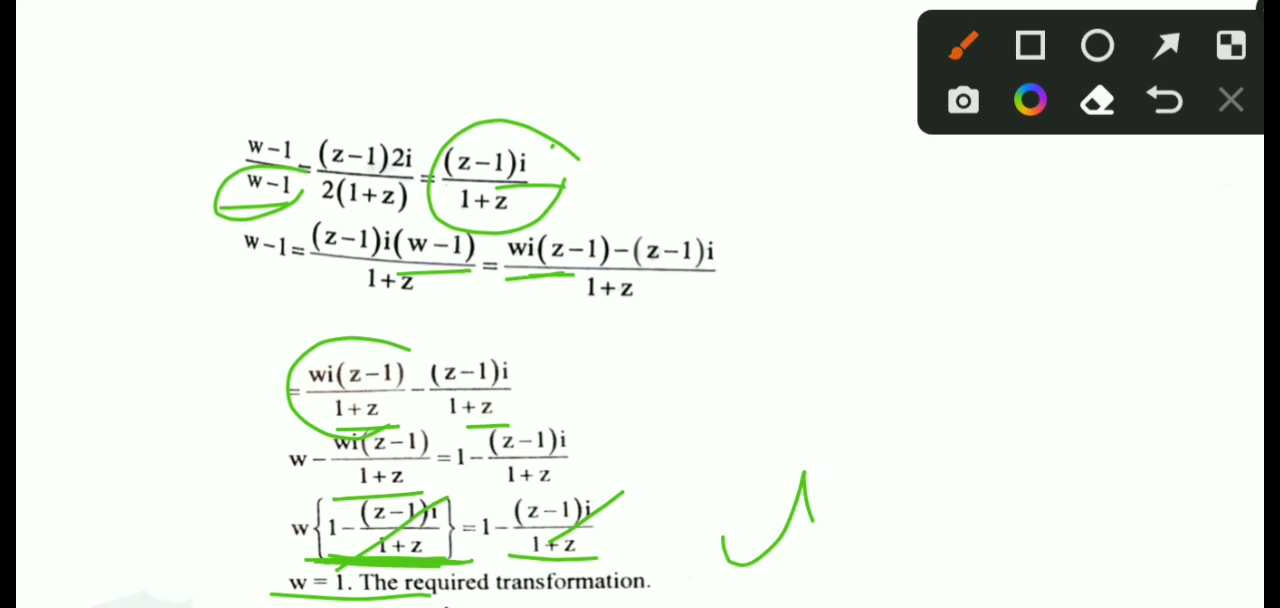 (w-1)/(w-1) = ((z-1)2i)/(2(1+z)) = ((z-1)i)/(1+z)
w-1 = ((z-1)i(w-1))/(1+z) = (wi(z-1)-(z-1)i)/(1+z)
= (wi(z-1))/(1+z) - ((z-1)i)/(1+z)
w - (wi(z-1))/(1+z) = 1 - ((z-1)i)/(1+z)
w{1 - ((z-1)i)/(1+z)} = 1 - ((z-1)i)/(1+z)
w = 1. The required transformation.